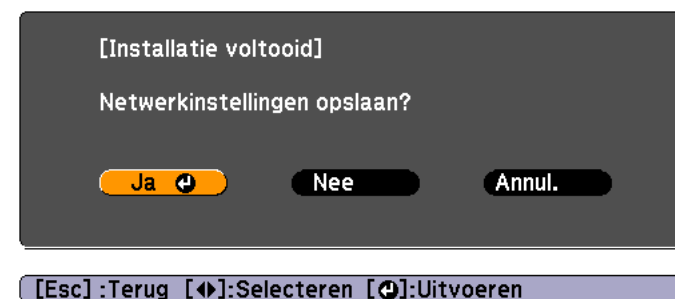 [Installatie voltooid]
Netwerkinstellingen opslaan?
Ja Nee Annul.
[Esc] :Terug [◆]:Selecteren [↵]:Uitvoeren